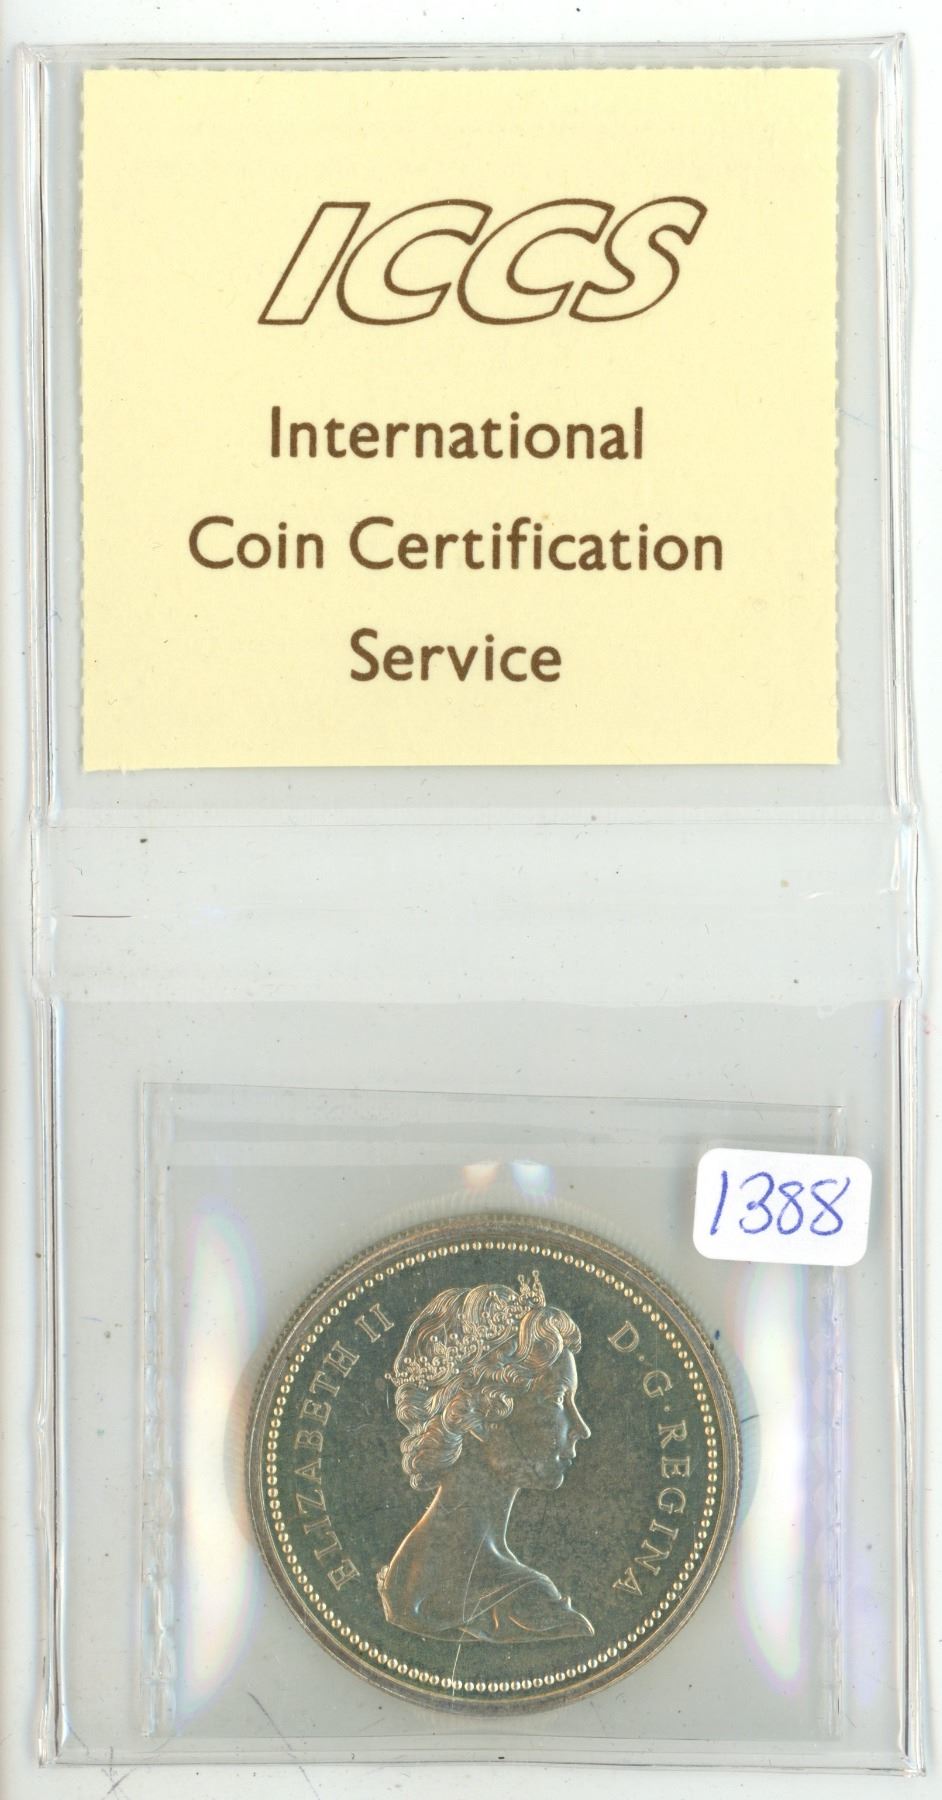 ICCS
International
Coin Certification
Service
1388
ELIZABETH II
D·G·REGINA